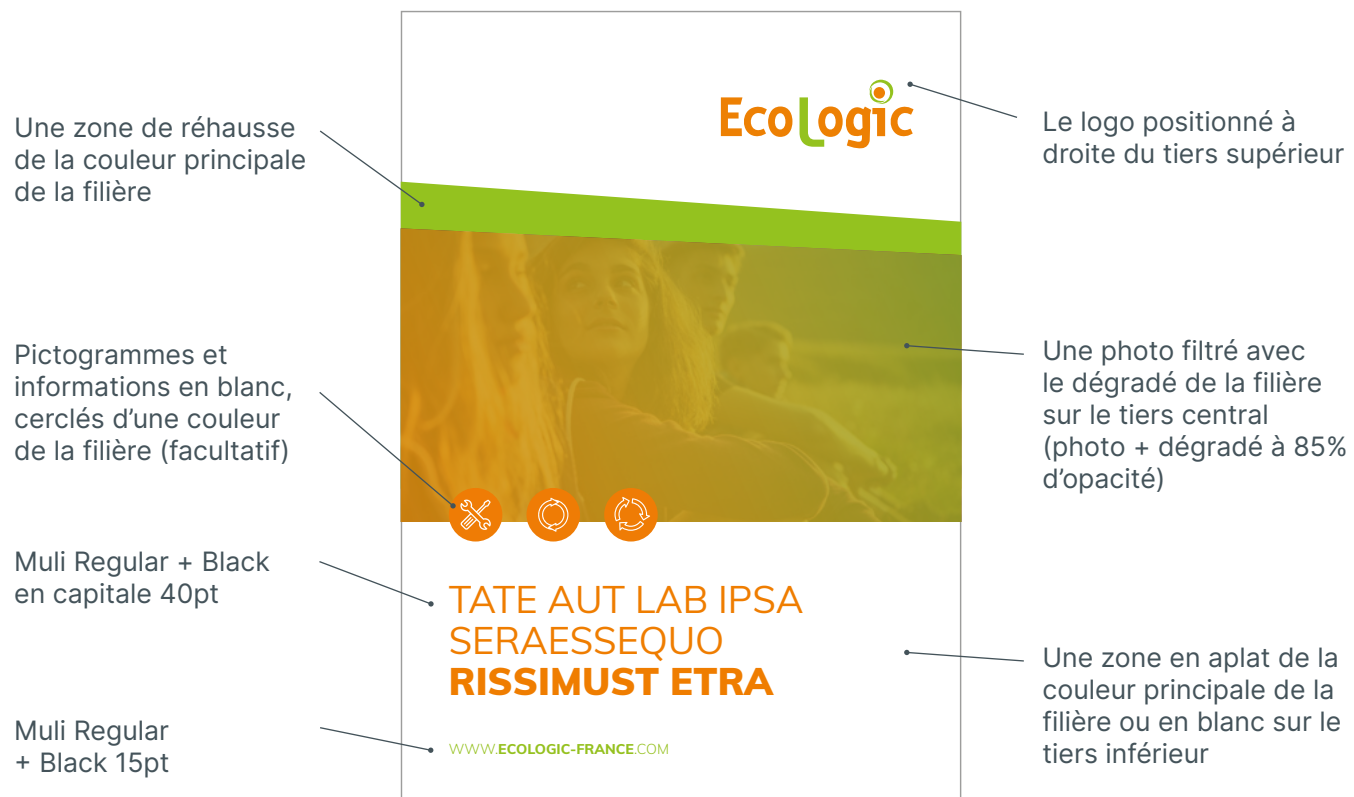 Une zone de réhausse
de la couleur principale
de la filière
Pictogrammes et
informations en blanc,
cerclés d’une couleur
de la filière (facultatif)
Muli Regular + Black
en capitale 40pt
Muli Regular
+ Black 15pt
EcoLogic
TATE AUT LAB IPSA
SERAESSEQUO
RISSIMUST ETRA
WWW.ECOLOGIC-FRANCE.COM
Le logo positionné à
droite du tiers supérieur
Une photo filtré avec
le dégradé de la filière
sur le tiers central
(photo + dégradé à 85%
d’opacité)
Une zone en aplat de la
couleur principale de la
filière ou en blanc sur le
tiers inférieur